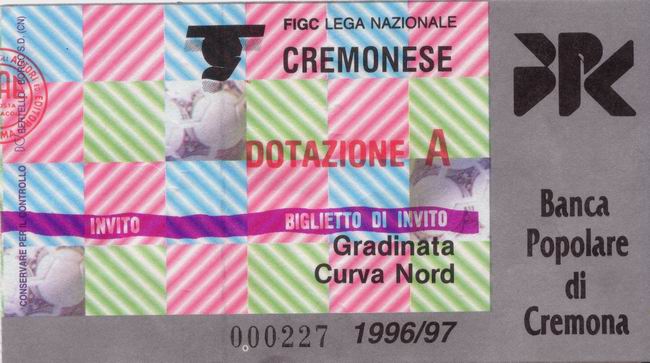 FIGC LEGA NAZIONALE
CREMONESE
DOTAZIONE A
INVITO
BIGLIETTO DI INVITO
Gradinata
Curva Nord
000227 1996/97
BPC
Banca
Popolare
di
Cremona
CONSERVARE PER IL CONTROLLO